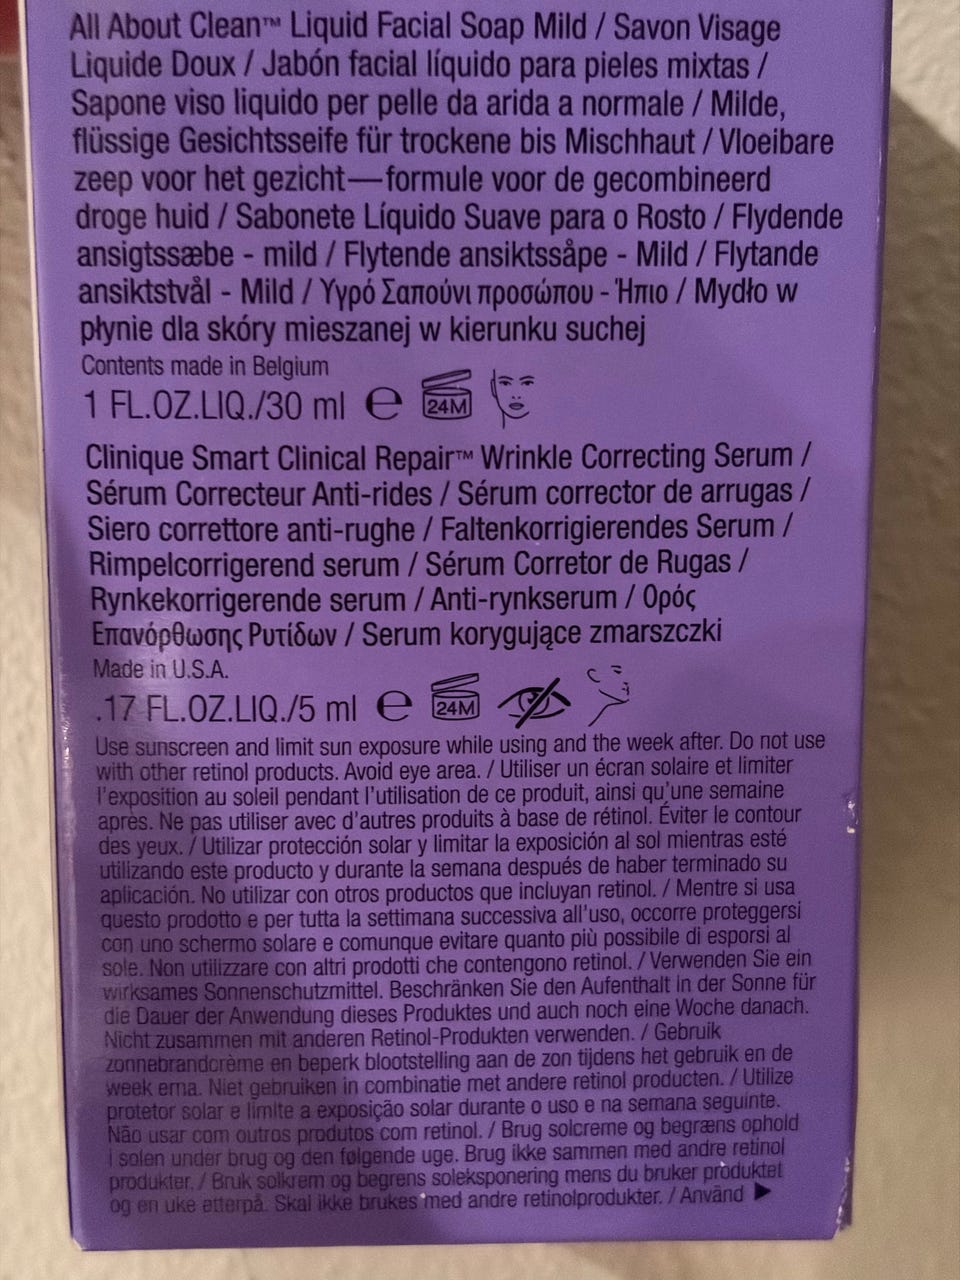 All About Clean™ Liquid Facial Soap Mild / Savon Visage
Liquide Doux / Jabón facial líquido para pieles mixtas /
Sapone viso liquido per pelle da arida a normale / Milde,
flüssige Gesichtsseife für trockene bis Mischhaut / Vloeibare
zeep voor het gezicht—formule voor de gecombineerd
droge huid / Sabonete Líquido Suave para o Rosto / Flydende
ansigtssæbe - mild / Flytende ansiktssåpe - Mild / Flytande
ansiktstvål - Mild / Υγρό Σαπούνι προσώπου - Ήπιο / Mydło w
płynie dla skóry mieszanej w kierunku suchej
Contents made in Belgium
1 FL.OZ.LIQ./30 ml ℮ 24M
Clinique Smart Clinical Repair™ Wrinkle Correcting Serum /
Sérum Correcteur Anti-rides / Sérum corrector de arrugas /
Siero correttore anti-rughe / Faltenkorrigierendes Serum /
Rimpelcorrigerend serum / Sérum Corretor de Rugas /
Rynkekorrigerende serum / Anti-rynkserum / Ορός
Επανόρθωσης Ρυτίδων / Serum korygujące zmarszczki
Made in U.S.A.
.17 FL.OZ.LIQ./5 ml ℮ 24M
Use sunscreen and limit sun exposure while using and the week after. Do not use
with other retinol products. Avoid eye area. / Utiliser un écran solaire et limiter
l'exposition au soleil pendant l'utilisation de ce produit, ainsi qu'une semaine
après. Ne pas utiliser avec d'autres produits à base de rétinol. Éviter le contour
des yeux. / Utilizar protección solar y limitar la exposición al sol mientras esté
utilizando este producto y durante la semana después de haber terminado su
aplicación. No utilizar con otros productos que incluyan retinol. / Mentre si usa
questo prodotto e per tutta la settimana successiva all'uso, occorre proteggersi
con uno schermo solare e comunque evitare quanto più possibile di esporsi al
sole. Non utilizzare con altri prodotti che contengono retinol. / Verwenden Sie ein
wirksames Sonnenschutzmittel. Beschränken Sie den Aufenthalt in der Sonne für
die Dauer der Anwendung dieses Produktes und auch noch eine Woche danach.
Nicht zusammen mit anderen Retinol-Produkten verwenden. / Gebruik
zonnebrandcrème en beperk blootstelling aan de zon tijdens het gebruik en de
week erna. Niet gebruiken in combinatie met andere retinol producten. / Utilize
protetor solar e limite a exposição solar durante o uso e na semana seguinte.
Não usar com outros produtos com retinol. / Brug solcreme og begræns ophold
i solen under brug og den følgende uge. Brug ikke sammen med andre retinol
produkter. / Bruk solkrem og begrens soleksponering mens du bruker produktet
og en uke etterpå. Skal ikke brukes med andre retinolprodukter. / Använd ►